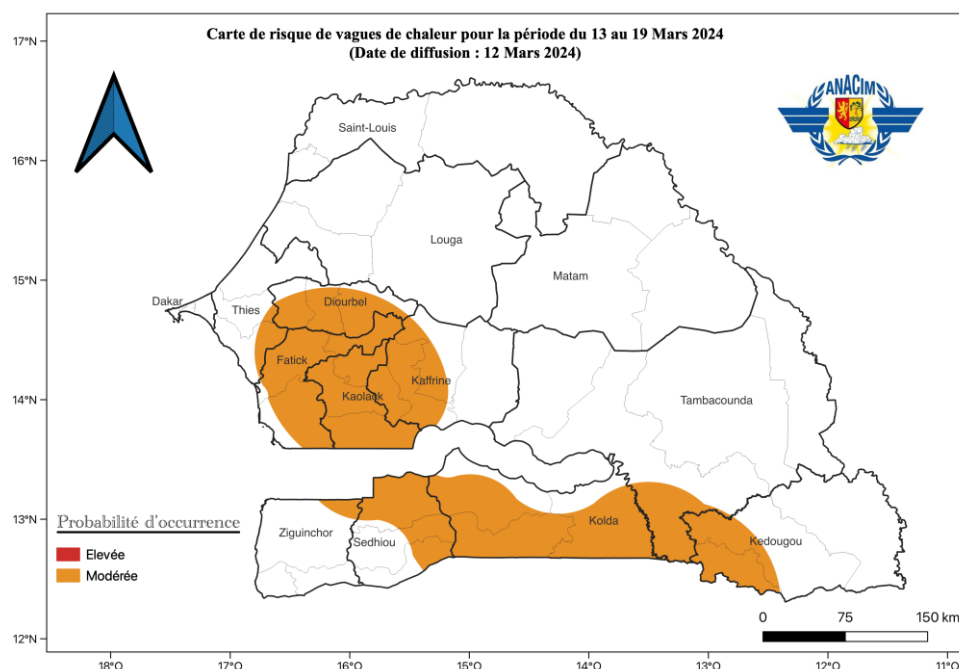 Carte de risque de vagues de chaleur pour la période du 13 au 19 Mars 2024
(Date de diffusion : 12 Mars 2024)
ANACIM
17°N
16°N
15°N
14°N
13°N
12°N
Saint-Louis
Louga
Matam
Dakar
Thies
Diourbel
Fatick
Kaffrine
Kaolack
Tambacounda
Ziguinchor
Sedhiou
Kolda
Kedougou
Probabilité d'occurrence
Elevée
Modérée
0 75 150 km
18°O 17°O 16°O 15°O 14°O 13°O 12°O 11°O